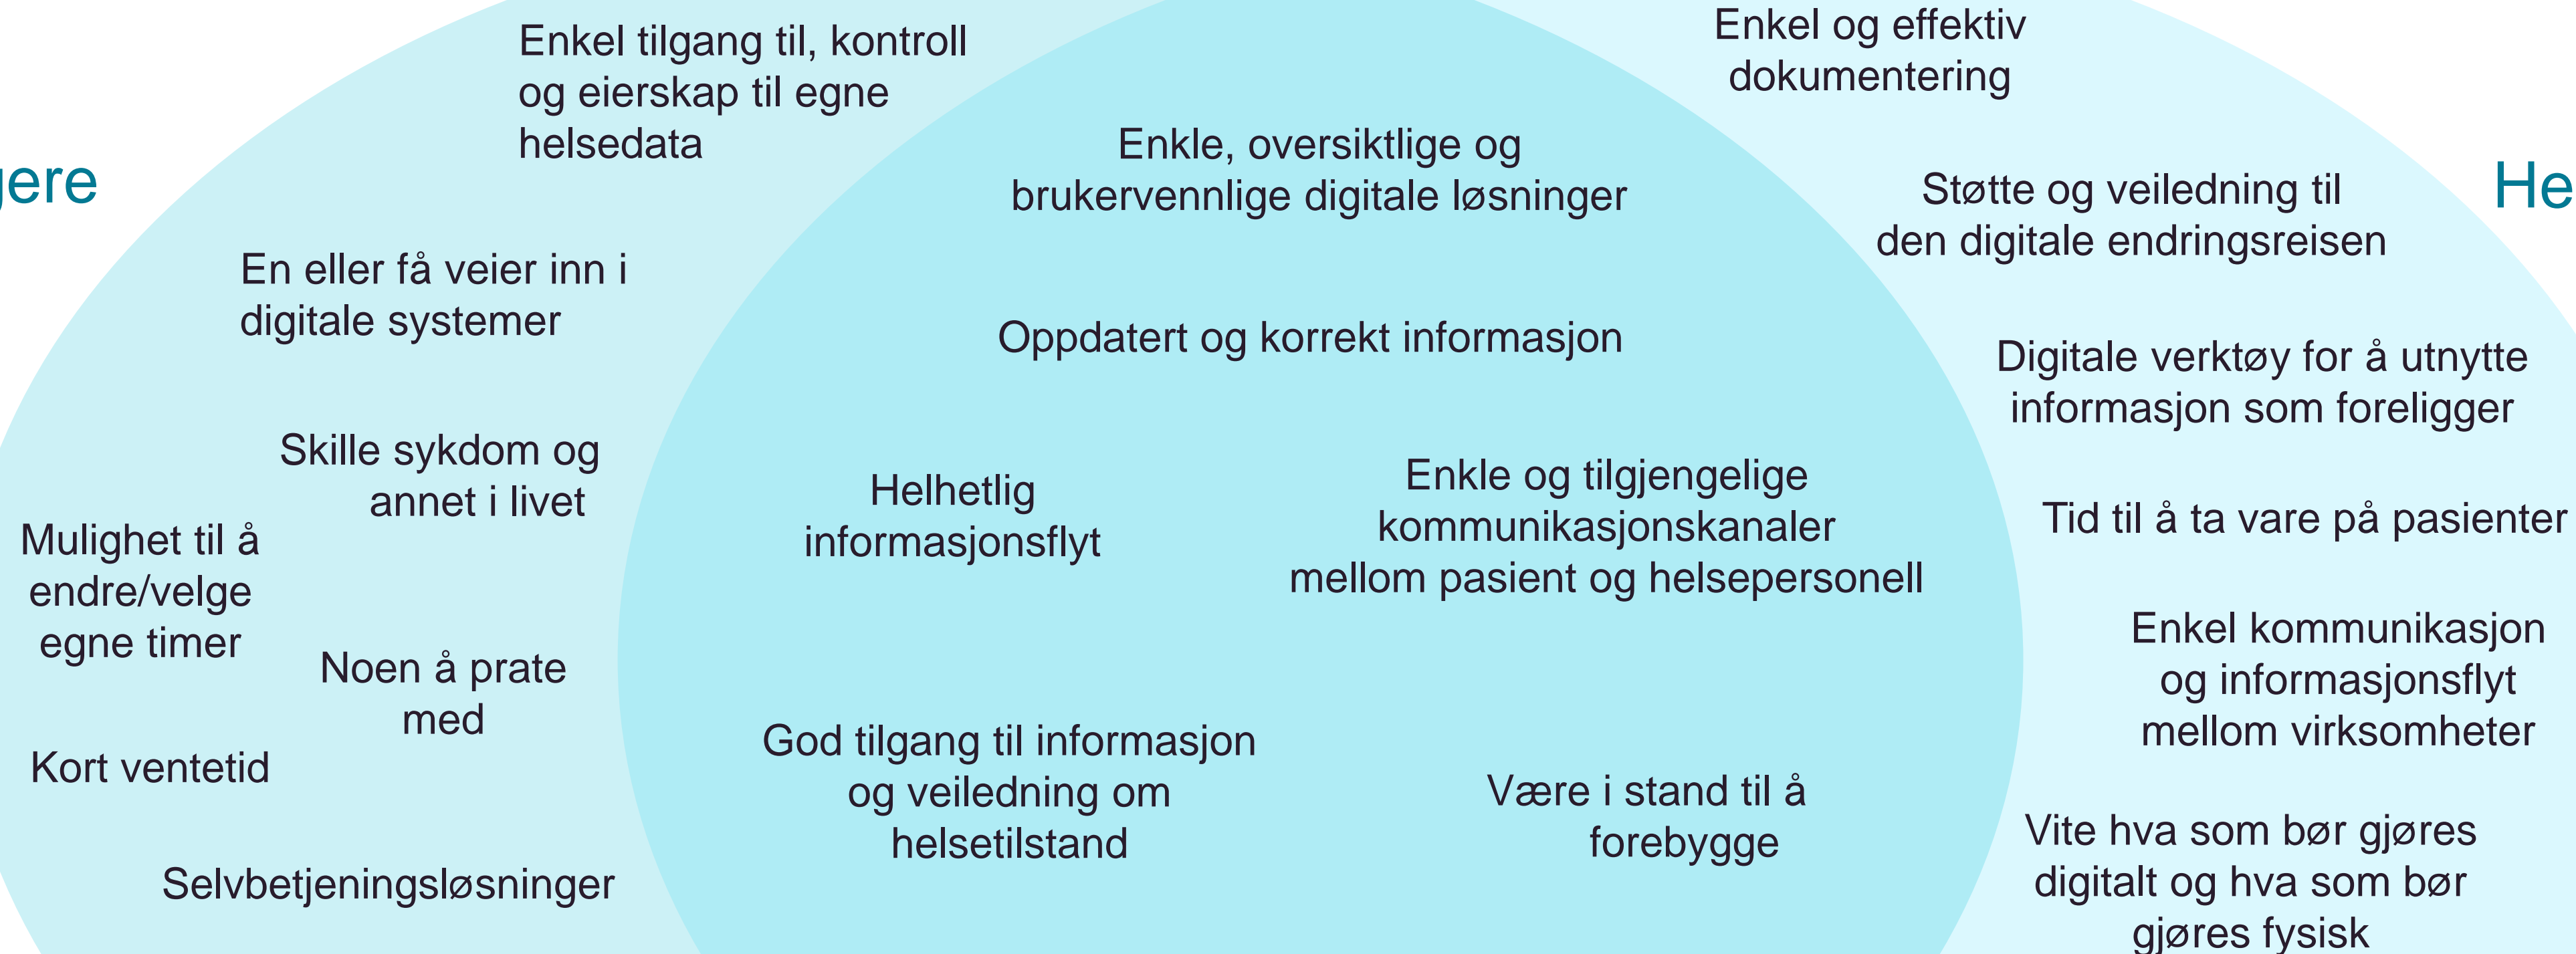 gere
Enkel tilgang til, kontroll
og eierskap til egne
helsedata
En eller få veier inn i
digitale systemer
Skille sykdom og
annet i livet
Mulighet til å
endre/velge
egne timer
Noen å prate
med
Kort ventetid
Selvbetjeningsløsninger
Enkle, oversiktlige og
brukervennlige digitale løsninger
Oppdatert og korrekt informasjon
Helhetlig
informasjonsflyt
Enkle og tilgjengelige
kommunikasjonskanaler
mellom pasient og helsepersonell
God tilgang til informasjon
og veiledning om
helsetilstand
Være i stand til å
forebygge
Enkel og effektiv
dokumentering
He
Støtte og veiledning til
den digitale endringsreisen
Digitale verktøy for å utnytte
informasjon som foreligger
Tid til å ta vare på pasienter
Enkel kommunikasjon
og informasjonsflyt
mellom virksomheter
Vite hva som bør gjøres
digitalt og hva som bør
gjøres fysisk